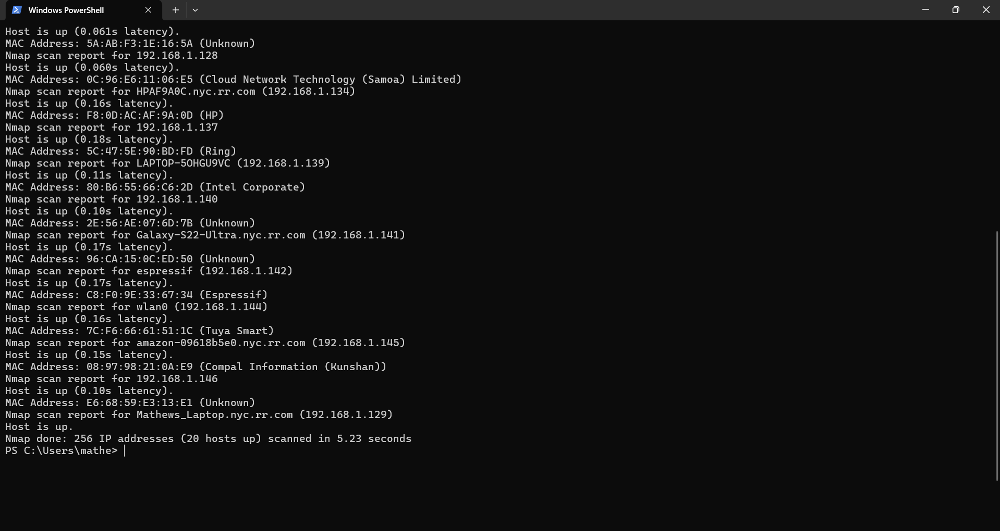 Windows PowerShell
Host is up (0.061s latency).
MAC Address: 5A:AB:F3:1E:16:5A (Unknown)
Nmap scan report for 192.168.1.128
Host is up (0.060s latency).
MAC Address: 0C:96:E6:11:06:E5 (Cloud Network Technology (Samoa) Limited)
Nmap scan report for HPAF9A0C.nyc.rr.com (192.168.1.134)
Host is up (0.16s latency).
MAC Address: F8:0D:AC:AF:9A:0D (HP)
Nmap scan report for 192.168.1.137
Host is up (0.18s latency).
MAC Address: 5C:47:5E:90:BD:FD (Ring)
Nmap scan report for LAPTOP-5OHGU9VC (192.168.1.139)
Host is up (0.11s latency).
MAC Address: 80:B6:55:66:C6:2D (Intel Corporate)
Nmap scan report for 192.168.1.140
Host is up (0.10s latency).
MAC Address: 2E:56:AE:07:6D:7B (Unknown)
Nmap scan report for Galaxy-S22-Ultra.nyc.rr.com (192.168.1.141)
Host is up (0.17s latency).
MAC Address: 96:CA:15:0C:ED:50 (Unknown)
Nmap scan report for espressif (192.168.1.142)
Host is up (0.17s latency).
MAC Address: C8:F0:9E:33:67:34 (Espressif)
Nmap scan report for wlan0 (192.168.1.144)
Host is up (0.16s latency).
MAC Address: 7C:F6:66:61:51:1C (Tuya Smart)
Nmap scan report for amazon-09618b5e0.nyc.rr.com (192.168.1.145)
Host is up (0.15s latency).
MAC Address: 08:97:98:21:0A:E9 (Compal Information (Kunshan))
Nmap scan report for 192.168.1.146
Host is up (0.10s latency).
MAC Address: E6:68:59:E3:13:E1 (Unknown)
Nmap scan report for Mathews_Laptop.nyc.rr.com (192.168.1.129)
Host is up.
Nmap done: 256 IP addresses (20 hosts up) scanned in 5.23 seconds
PS C:\Users\mathe>